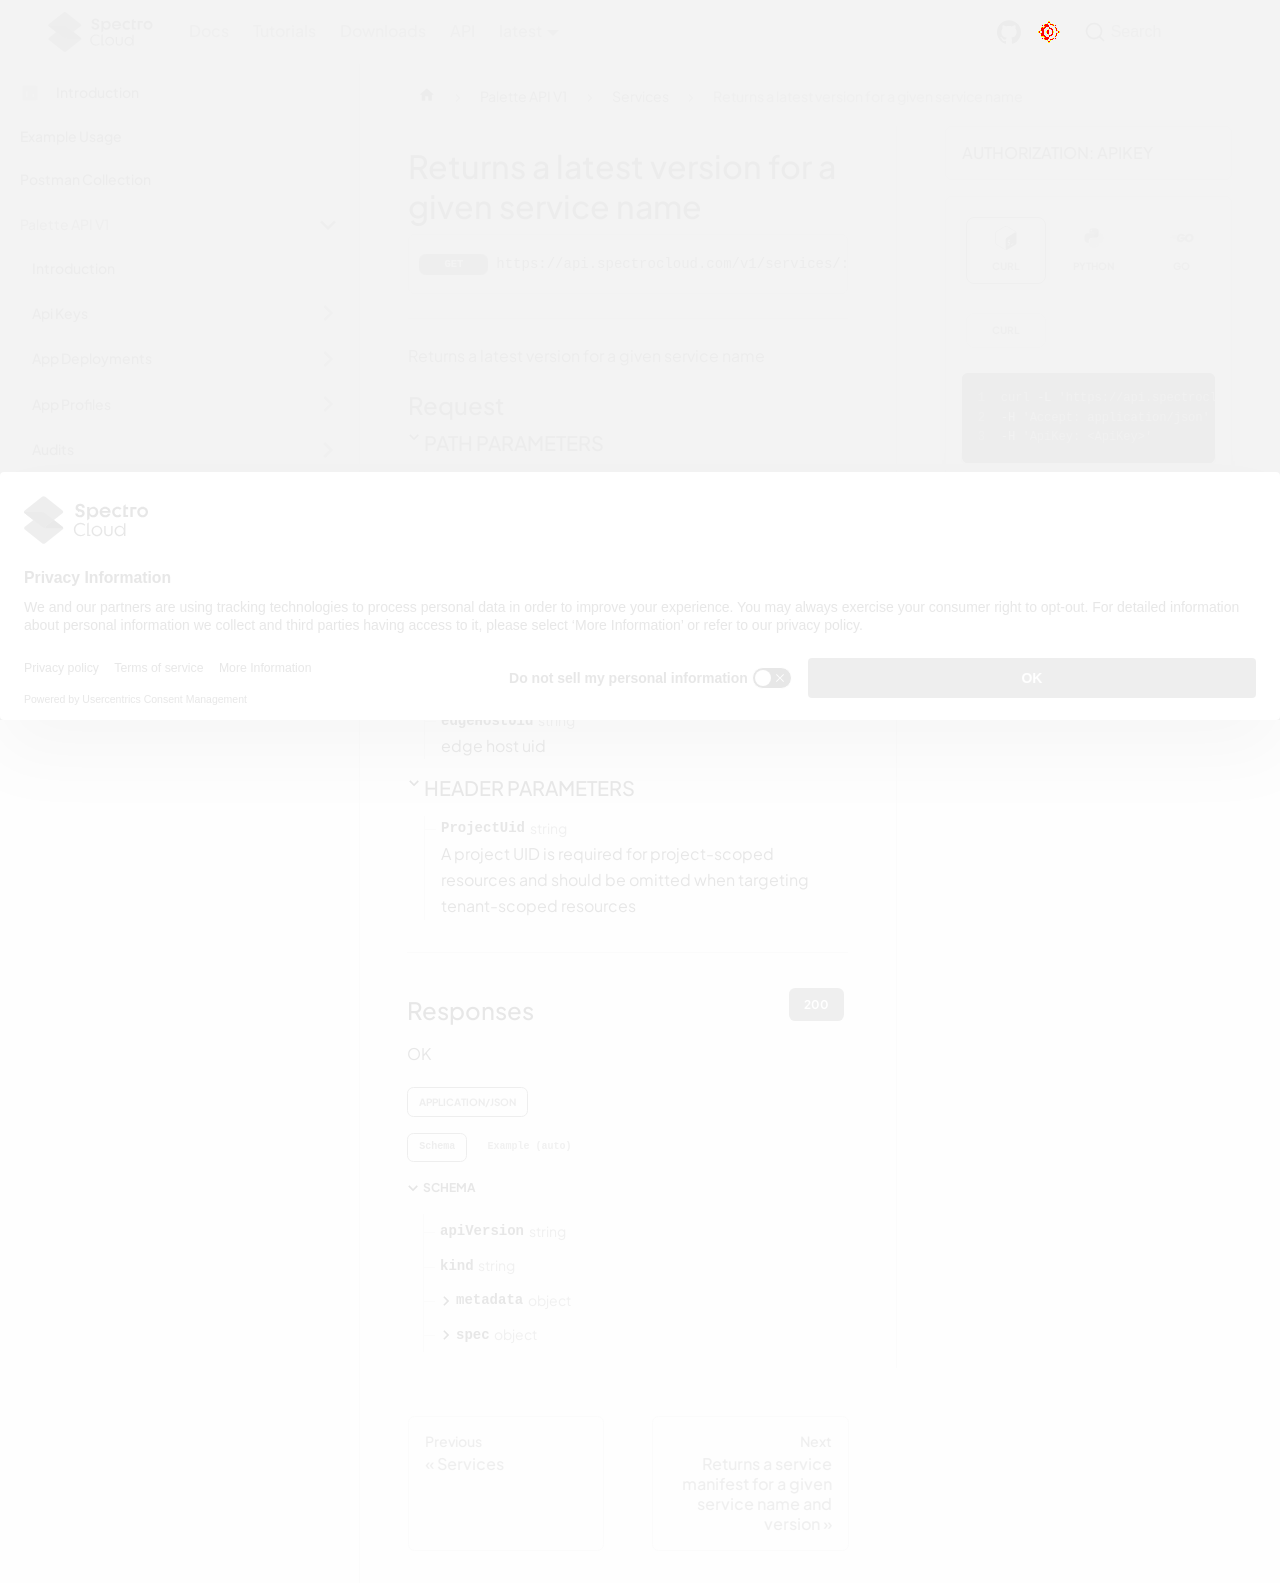 Spectro
Cloud
Docs
Tutorials
Downloads
API
latest
Search
Introduction
Example Usage
Postman Collection
Palette API V1
Introduction
Api Keys
App Deployments
App Profiles
Audits
Palette API V1
Services
Returns a latest version for a given service name
Returns a latest version for a
given service name
GET
https://api.spectrocloud.com/v1/services/
Returns a latest version for a given service name
Request
PATH PARAMETERS
AUTHORIZATION: APIKEY
CURL
PYTHON
GO
CURL
Spectro
Cloud
Privacy Information
We and our partners are using tracking technologies to process personal data in order to improve your experience. You may always exercise your consumer right to opt-out. For detailed information
about personal information we collect and third parties having access to it, please select 'More Information' or refer to our privacy policy.
Privacy policy
Terms of service
More Information
Powered by Usercentrics Consent Management
Do not sell my personal information
OK
edgeHostUid string
edge host uid
HEADER PARAMETERS
ProjectUid string
A project UID is required for project-scoped
resources and should be omitted when targeting
tenant-scoped resources
Responses
200
OK
APPLICATION/JSON
Schema
Example (auto)
SCHEMA
apiVersion string
kind string
metadata object
spec object
Previous
« Services
Next
Returns a service
manifest for a given
service name and
version »